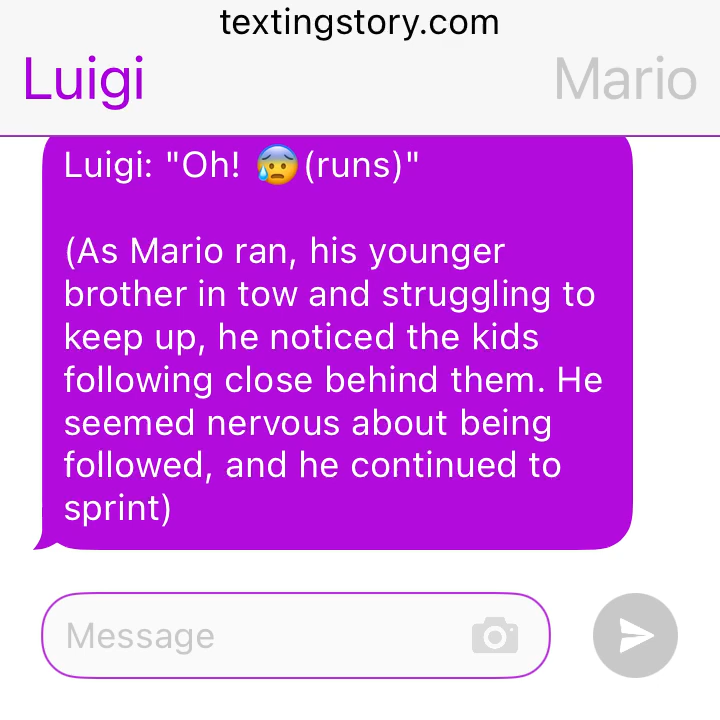 textingstory.com
Luigi
Mario
Luigi: "Oh! 😰(runs)"
(As Mario ran, his younger
brother in tow and struggling to
keep up, he noticed the kids
following close behind them. He
seemed nervous about being
followed, and he continued to
sprint)
Message